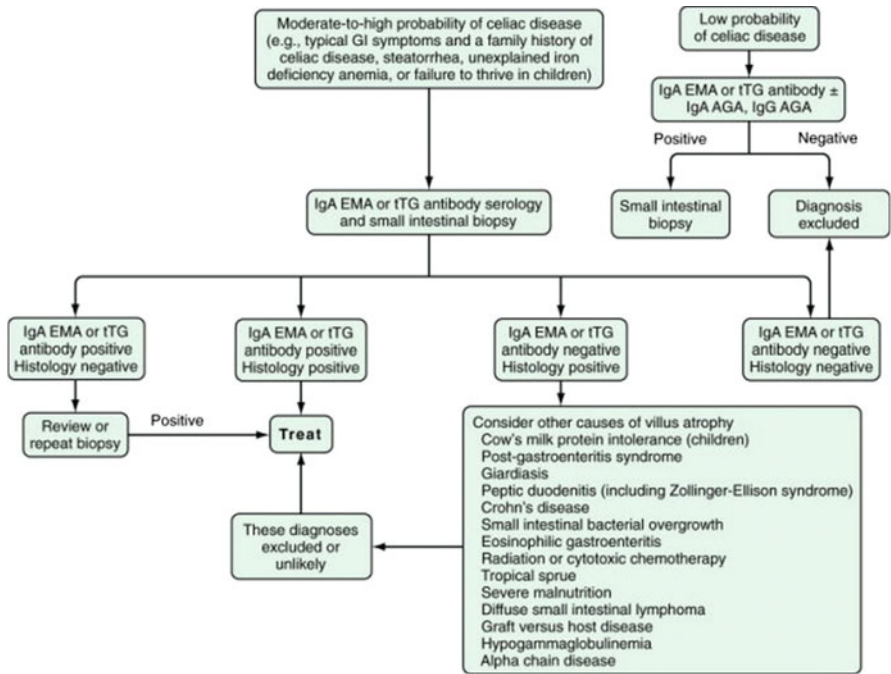 Moderate-to-high probability of celiac disease
(e.g., typical GI symptoms and a family history of
celiac disease, steatorrhea, unexplained iron
deficiency anemia, or failure to thrive in children)
Low probability
of celiac disease
IgA EMA or tTG antibody ±
IgA AGA, IgG AGA
Positive
Negative
IgA EMA or tTG antibody serology
and small intestinal biopsy
Small intestinal
biopsy
Diagnosis
excluded
IgA EMA or tTG
antibody positive
Histology negative
IgA EMA or tTG
antibody positive
Histology positive
IgA EMA or tTG
antibody negative
Histology positive
IgA EMA or tTG
antibody negative
Histology negative
Review or
repeat biopsy
Positive
Treat
Consider other causes of villus atrophy
Cow's milk protein intolerance (children)
Post-gastroenteritis syndrome
Giardiasis
Peptic duodenitis (including Zollinger-Ellison syndrome)
Crohn's disease
Small intestinal bacterial overgrowth
Eosinophilic gastroenteritis
Radiation or cytotoxic chemotherapy
Tropical sprue
Severe malnutrition
Diffuse small intestinal lymphoma
Graft versus host disease
Hypogammaglobulinemia
Alpha chain disease
These diagnoses
excluded or
unlikely